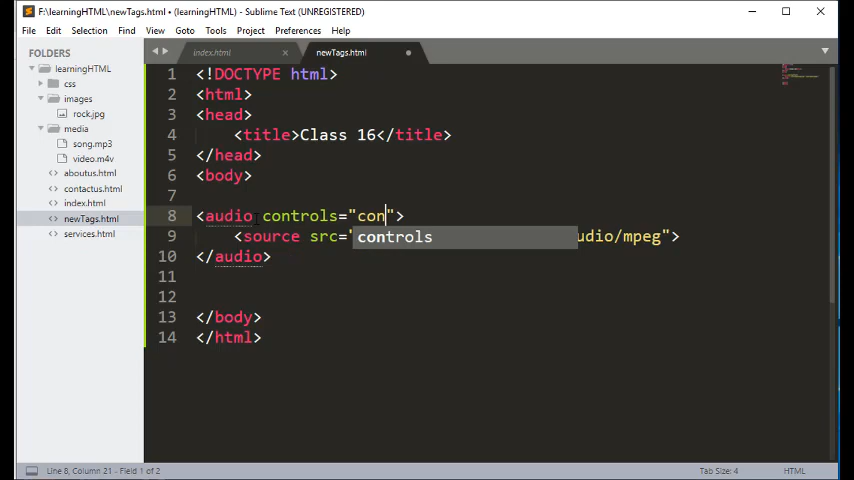 F:\learningHTML\newTags.html • (learningHTML) - Sublime Text (UNREGISTERED)
File Edit Selection Find View Goto Tools Project Preferences Help
FOLDERS
learningHTML
css
images
rock.jpg
media
song.mp3
video.m4v
aboutus.html
contactus.html
index.html
newTags.html
services.html
index.html × newTags.html
1 <!DOCTYPE html>
2 <html>
3 <head>
4 <title>Class 16</title>
5 </head>
6 <body>
7
8 <audio controls="con">
9 <source src=" udio/mpeg">
controls
10 </audio>
11
12
13 </body>
14 </html>
Line 8, Column 21 - Field 1 of 2 Tab Size: 4 HTML